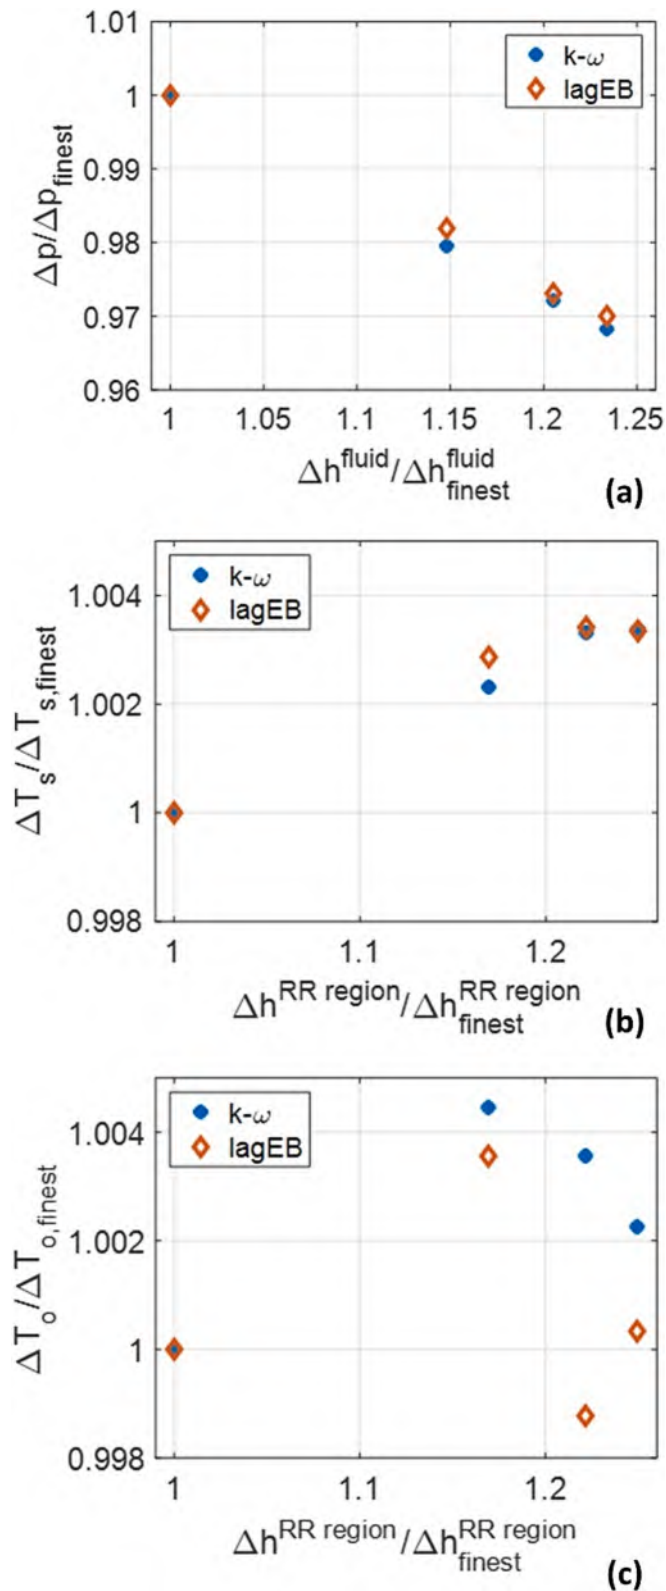 1.01
1
0.99
0.98
0.97
0.96
Δp/Δp_finest
k-ω
lagEB
1 1.05 1.1 1.15 1.2 1.25
Δh^fluid/Δh^fluid_finest
(a)
1.004
1.002
1
0.998
ΔT_s/ΔT_s,finest
k-ω
lagEB
1 1.1 1.2
Δh^RR region/Δh^RR region_finest
(b)
1.004
1.002
1
0.998
ΔT_o/ΔT_o,finest
k-ω
lagEB
1 1.1 1.2
Δh^RR region/Δh^RR region_finest
(c)